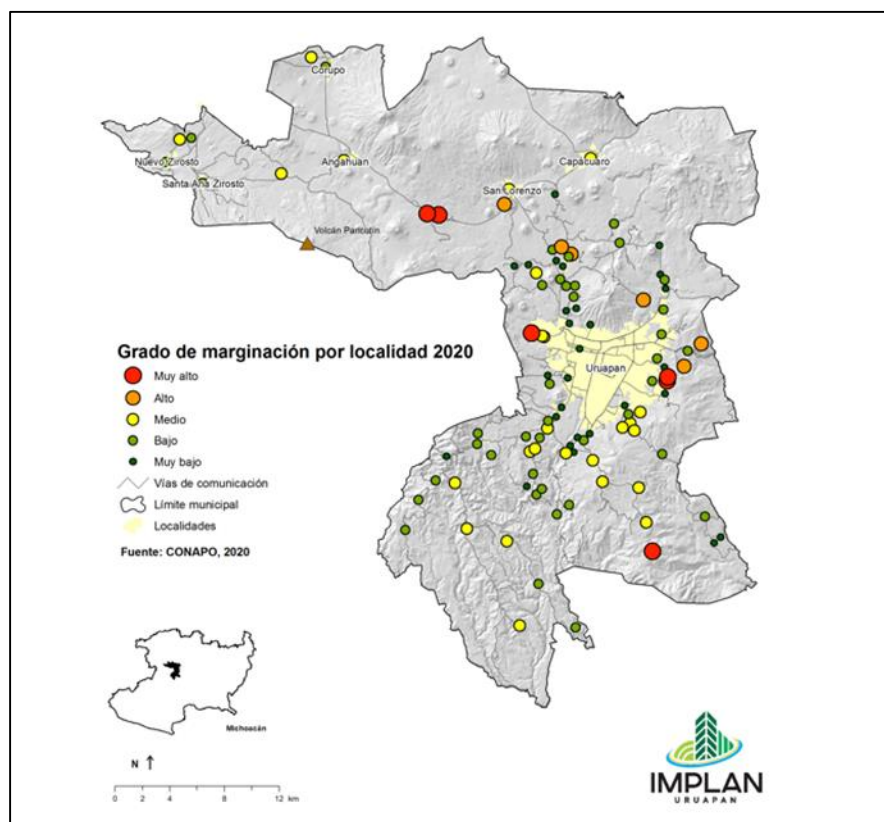 Corupo
Nuevo Zirosto
Angahuan
Capacuaro
Santa Ana Zirosto
San Lorenzo
Volcán Paricutín
Uruapan
Grado de marginación por localidad 2020
Muy alto
Alto
Medio
Bajo
Muy bajo
Vías de comunicación
Límite municipal
Localidades
Fuente: CONAPO, 2020
Michoacán
N
0 2 4 8 12 km
IMPLAN
URUAPAN